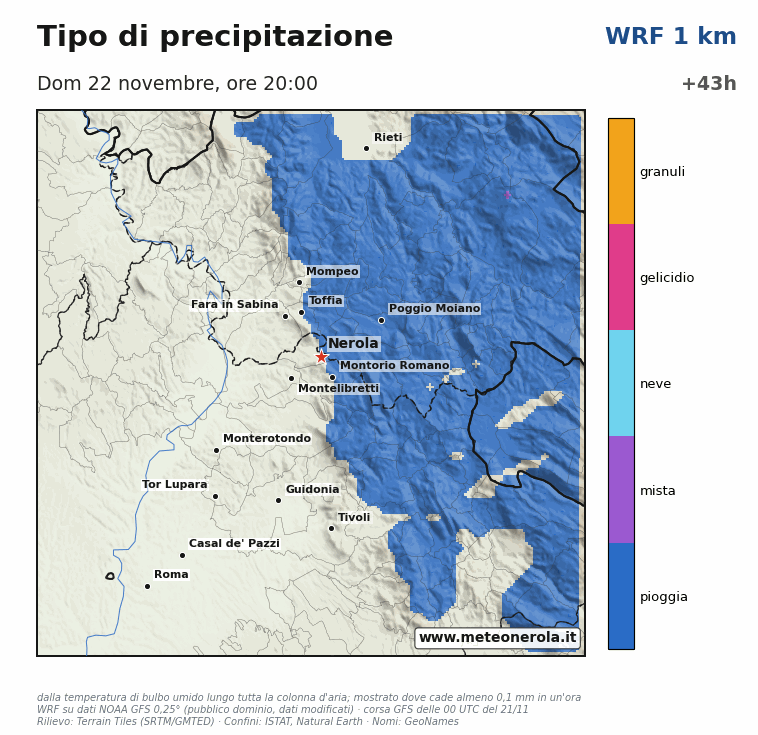 Tipo di precipitazione
WRF 1 km
Dom 22 novembre, ore 20:00
+43h
Rieti
Mompeo
Fara in Sabina
Toffia
Poggio Moiano
Nerola
Montorio Romano
Montelibretti
Monterotondo
Tor Lupara
Guidonia
Tivoli
Casal de' Pazzi
Roma
www.meteonerola.it
granuli
gelicidio
neve
mista
pioggia
dalla temperatura di bulbo umido lungo tutta la colonna d'aria; mostrato dove cade almeno 0,1 mm in un'ora
WRF su dati NOAA GFS 0,25° (pubblico dominio, dati modificati) · corsa GFS delle 00 UTC del 21/11
Rilievo: Terrain Tiles (SRTM/GMTED) · Confini: ISTAT, Natural Earth · Nomi: GeoNames